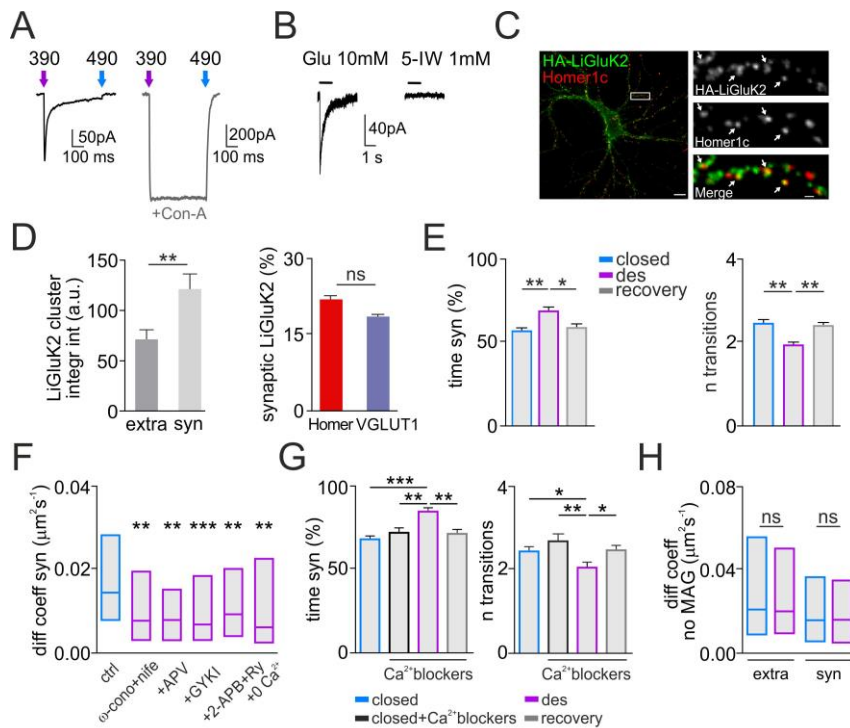 A
390
490
390
490
50pA
100 ms
200pA
100 ms
+Con-A
B
Glu 10mM
5-IW 1mM
40pA
1 s
C
HA-LiGluK2
Homer1c
HA-LiGluK2
Homer1c
Merge
D
LiGluK2 cluster
integr int (a.u.)
150
100
50
0
**
extra
syn
synaptic LiGluK2 (%)
30
15
0
ns
Homer
VGLUT1
E
time syn (%)
100
50
0
**
*
closed
des
recovery
n transitions
4
2
0
**
**
F
diff coeff syn (μm²s⁻¹)
0.04
0.02
0.00
**
**
***
**
**
ctrl
ω-cono+nife
+APV
+GYKI
+2-APB+Ry
+0 Ca²⁺
G
time syn (%)
100
50
0
***
**
**
Ca²⁺blockers
n transitions
4
2
0
*
**
*
Ca²⁺blockers
closed
closed+Ca²⁺blockers
des
recovery
H
diff coeff
no MAG (μm²s⁻¹)
0.08
0.04
0.00
ns
ns
extra
syn